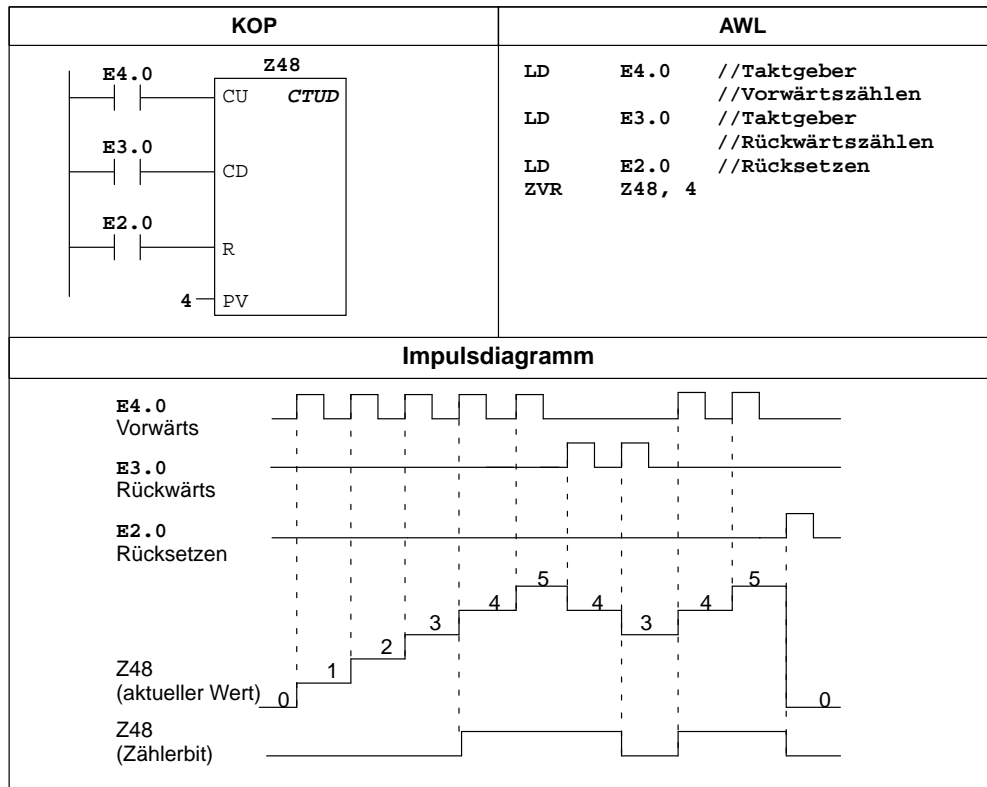 KOP
AWL
E4.0
Z48
CU CTUD
E3.0
CD
E2.0
R
4 PV
LD E4.0 //Taktgeber
//Vorwärtszählen
LD E3.0 //Taktgeber
//Rückwärtszählen
LD E2.0 //Rücksetzen
ZVR Z48, 4
Impulsdiagramm
E4.0
Vorwärts
E3.0
Rückwärts
E2.0
Rücksetzen
Z48
(aktueller Wert)
0 1 2 3 4 5 4 3 4 5 0
Z48
(Zählerbit)